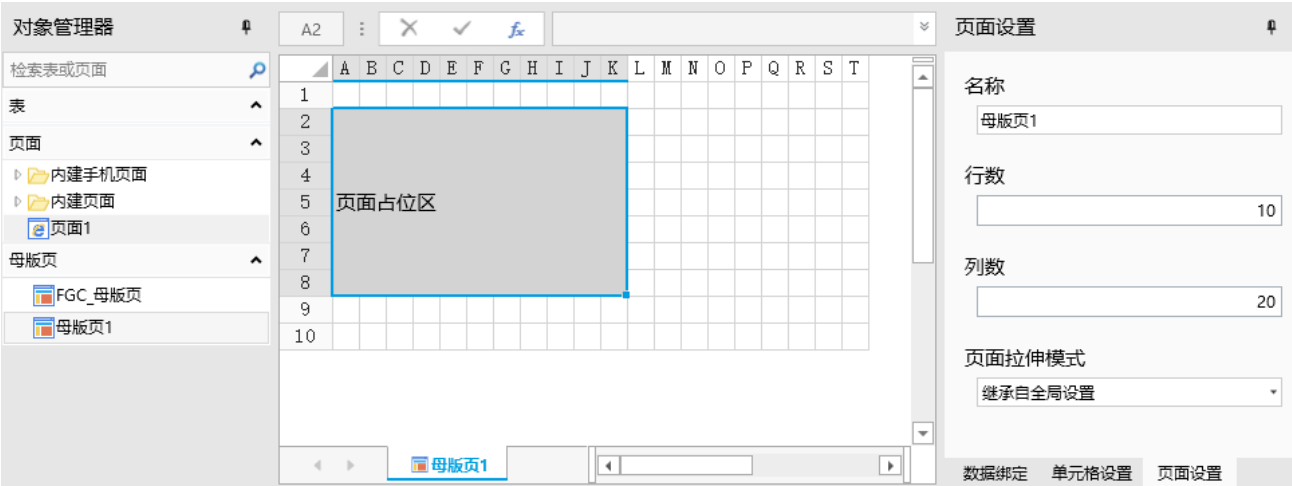 对象管理器
检索表或页面
表
页面
内建手机页面
内建页面
页面1
母版页
FGC_母版页
母版页1
A2
fx
A B C D E F G H I J K L M N O P Q R S T
1
2
3
4
5
6
7
8
9
10
页面占位区
母版页1
页面设置
名称
母版页1
行数
10
列数
20
页面拉伸模式
继承自全局设置
数据绑定 单元格设置 页面设置